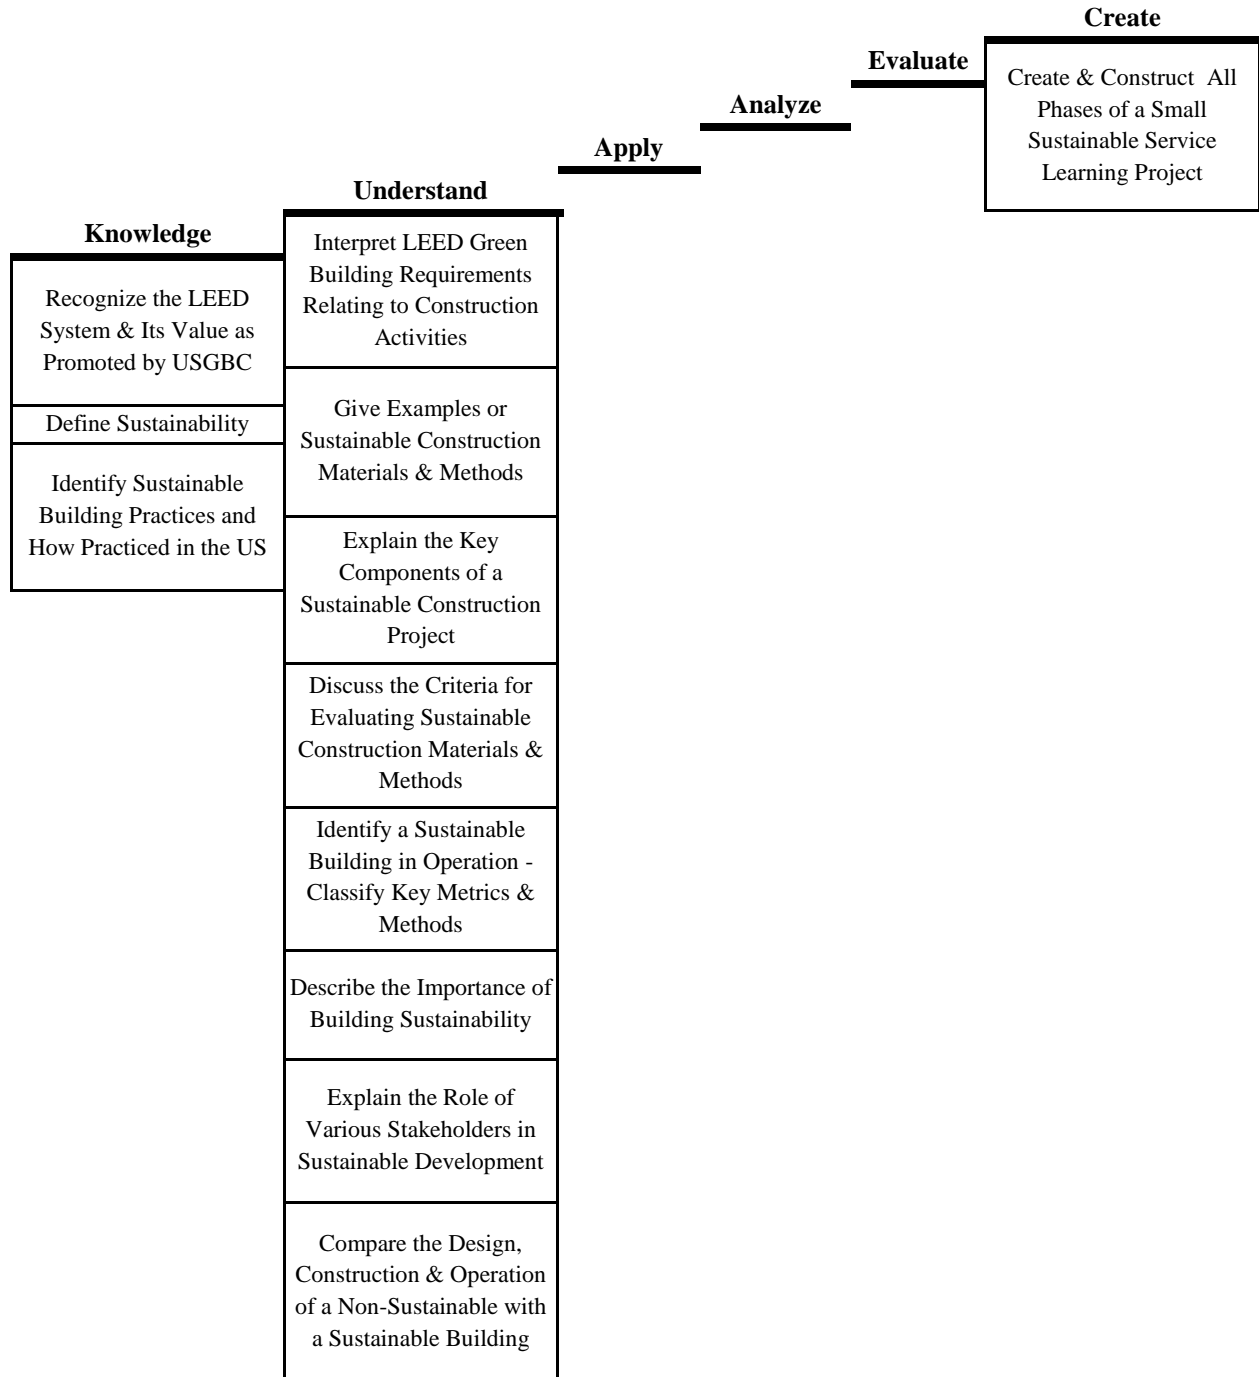 Create
Create & Construct All
Phases of a Small
Sustainable Service
Learning Project
Evaluate
Analyze
Apply
Understand
Interpret LEED Green
Building Requirements
Relating to Construction
Activities
Give Examples or
Sustainable Construction
Materials & Methods
Explain the Key
Components of a
Sustainable Construction
Project
Discuss the Criteria for
Evaluating Sustainable
Construction Materials &
Methods
Identify a Sustainable
Building in Operation -
Classify Key Metrics &
Methods
Describe the Importance of
Building Sustainability
Explain the Role of
Various Stakeholders in
Sustainable Development
Compare the Design,
Construction & Operation
of a Non-Sustainable with
a Sustainable Building
Knowledge
Recognize the LEED
System & Its Value as
Promoted by USGBC
Define Sustainability
Identify Sustainable
Building Practices and
How Practiced in the US